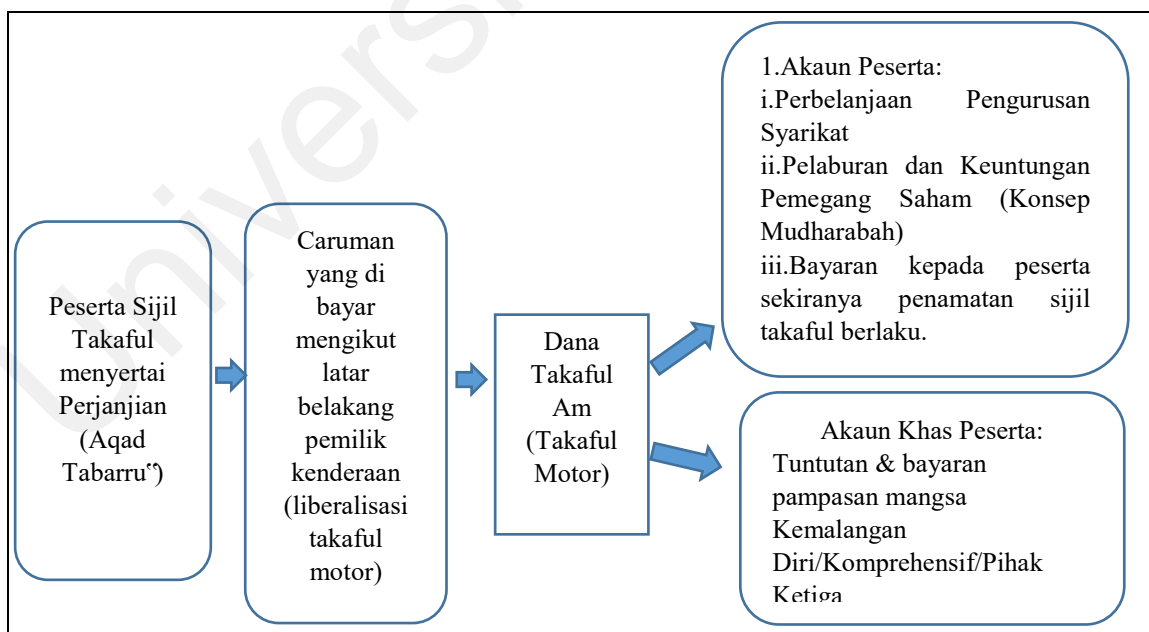 Universi
Peserta Sijil
Takaful
menyertai
Perjanjian
(Aqad
Tabarru‟)
Caruman
yang di
bayar
mengikut
latar
belakang
pemilik
kenderaan
(liberalisasi
takaful
motor)
Dana
Takaful
Am
(Takaful
Motor)
1.Akaun Peserta:
i.Perbelanjaan Pengurusan
Syarikat
ii.Pelaburan dan Keuntungan
Pemegang Saham (Konsep
Mudharabah)
iii.Bayaran kepada peserta
sekiranya penamatan sijil
takaful berlaku.
Akaun Khas Peserta:
Tuntutan & bayaran
pampasan mangsa
Kemalangan
Diri/Komprehensif/Pihak
Ketiga